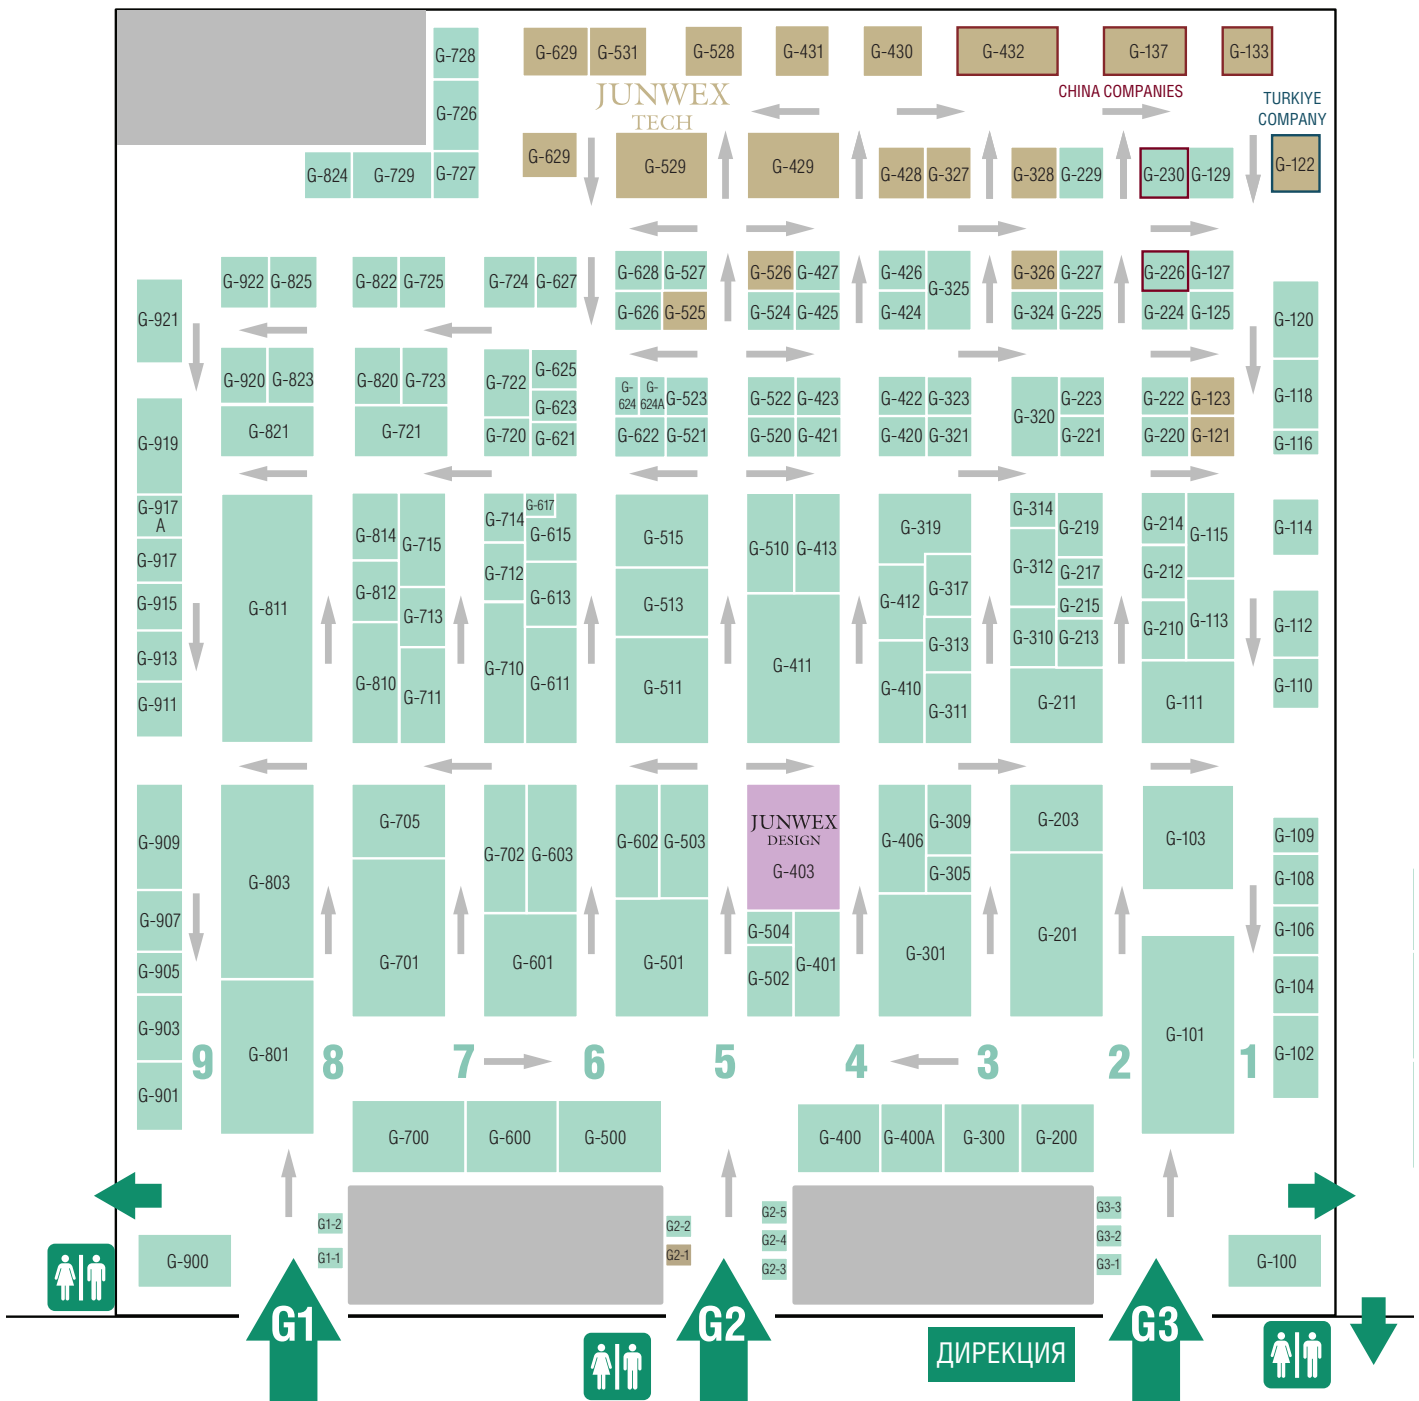 G-728
G-629 G-531 G-528 G-431 G-430 G-432 G-137 G-133
JUNWEX
TECH
CHINA COMPANIES
TURKIYE
COMPANY
G-726
G-824 G-729 G-727
G-629 G-529 G-429 G-428 G-327 G-328 G-229 G-230 G-129 G-122
G-921
G-922 G-825 G-822 G-725 G-724 G-627
G-628 G-527 G-526 G-427 G-426 G-325 G-326 G-227 G-226 G-127
G-626 G-525 G-524 G-425 G-424 G-324 G-225 G-224 G-125
G-120
G-920 G-823 G-820 G-723 G-722 G-625
G-623
G-821 G-721 G-720 G-621
G-
624
G-
624A
G-523 G-522 G-423 G-422 G-323 G-320 G-223 G-222 G-123
G-118
G-622 G-521 G-520 G-421 G-420 G-321 G-221 G-220 G-121
G-116
G-919
G-917
A
G-917
G-915
G-913
G-911
G-811
G-814 G-715
G-812
G-713
G-810 G-711
G-714 G-617
G-615
G-712
G-613
G-710 G-611
G-515
G-513
G-511
G-510 G-413
G-411
G-319
G-317
G-412
G-313
G-410
G-311
G-314 G-219
G-312 G-217
G-215
G-310 G-213
G-211
G-214 G-115
G-212
G-210 G-113
G-111
G-114
G-112
G-110
G-909
G-907
G-905
G-903
G-901
G-803
G-801
G-705
G-701
G-702 G-603
G-601
G-602 G-503
G-501
JUNWEX
DESIGN
G-403
G-504
G-502 G-401
G-406 G-309
G-305
G-301
G-203
G-201
G-103
G-101
G-109
G-108
G-106
G-104
G-102
9 8 7 6 5 4 3 2 1
G-700 G-600 G-500 G-400 G-400A G-300 G-200
G1-2
G1-1
G2-2
G2-1
G2-5
G2-4
G2-3
G3-3
G3-2
G3-1
G-900
G-100
G1 G2 G3
ДИРЕКЦИЯ